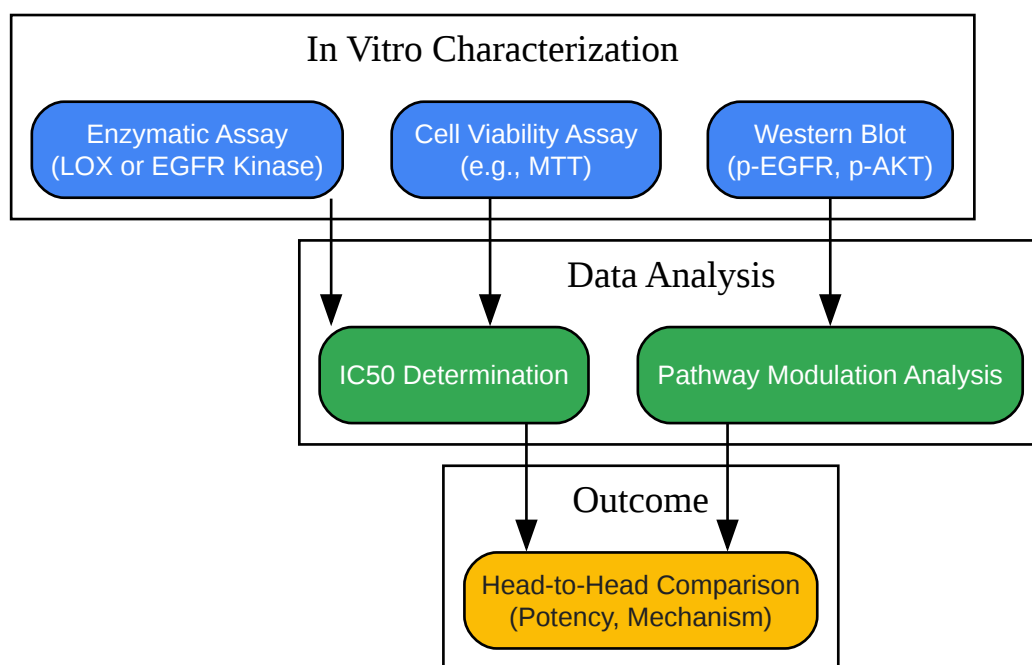 In Vitro Characterization
Enzymatic Assay
(LOX or EGFR Kinase)
Cell Viability Assay
(e.g., MTT)
Western Blot
(p-EGFR, p-AKT)
Data Analysis
IC50 Determination
Pathway Modulation Analysis
Outcome
Head-to-Head Comparison
(Potency, Mechanism)